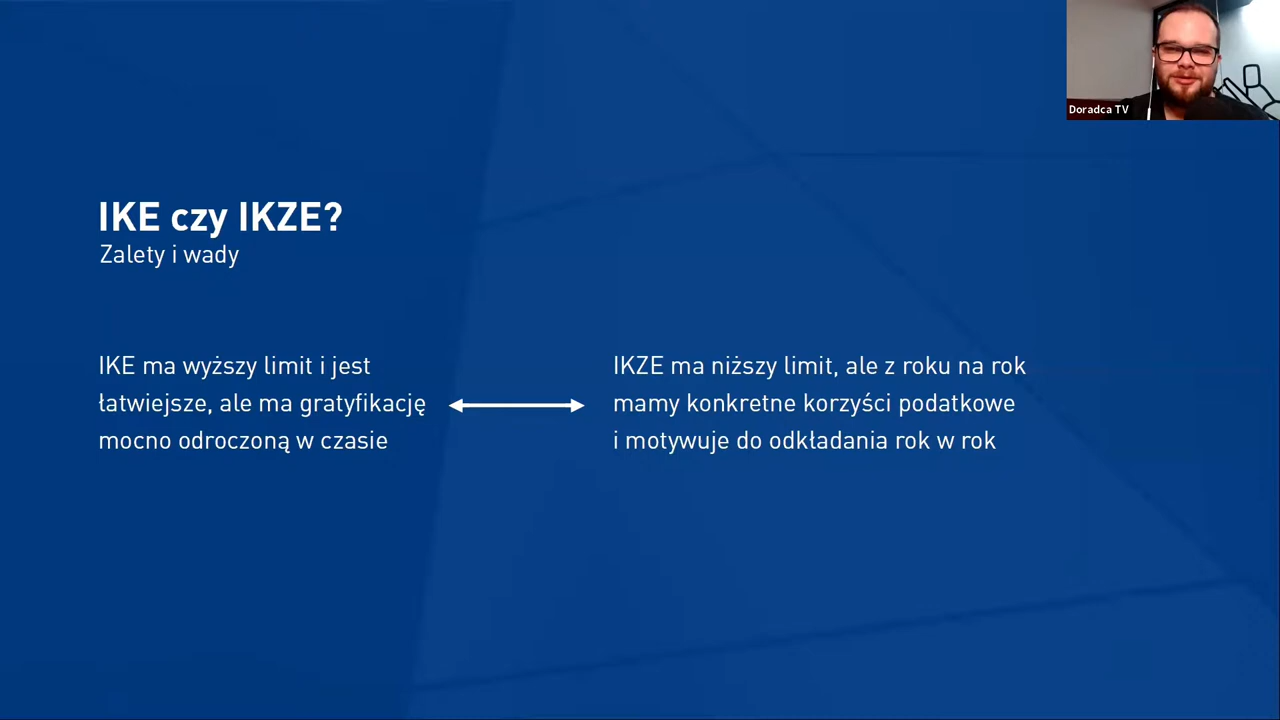 Doradca TV
IKE czy IKZE?
Zalety i wady
IKE ma wyższy limit i jest
łatwiejsze, ale ma gratyfikację
mocno odroczoną w czasie
IKZE ma niższy limit, ale z roku na rok
mamy konkretne korzyści podatkowe
i motywuje do odkładania rok w rok